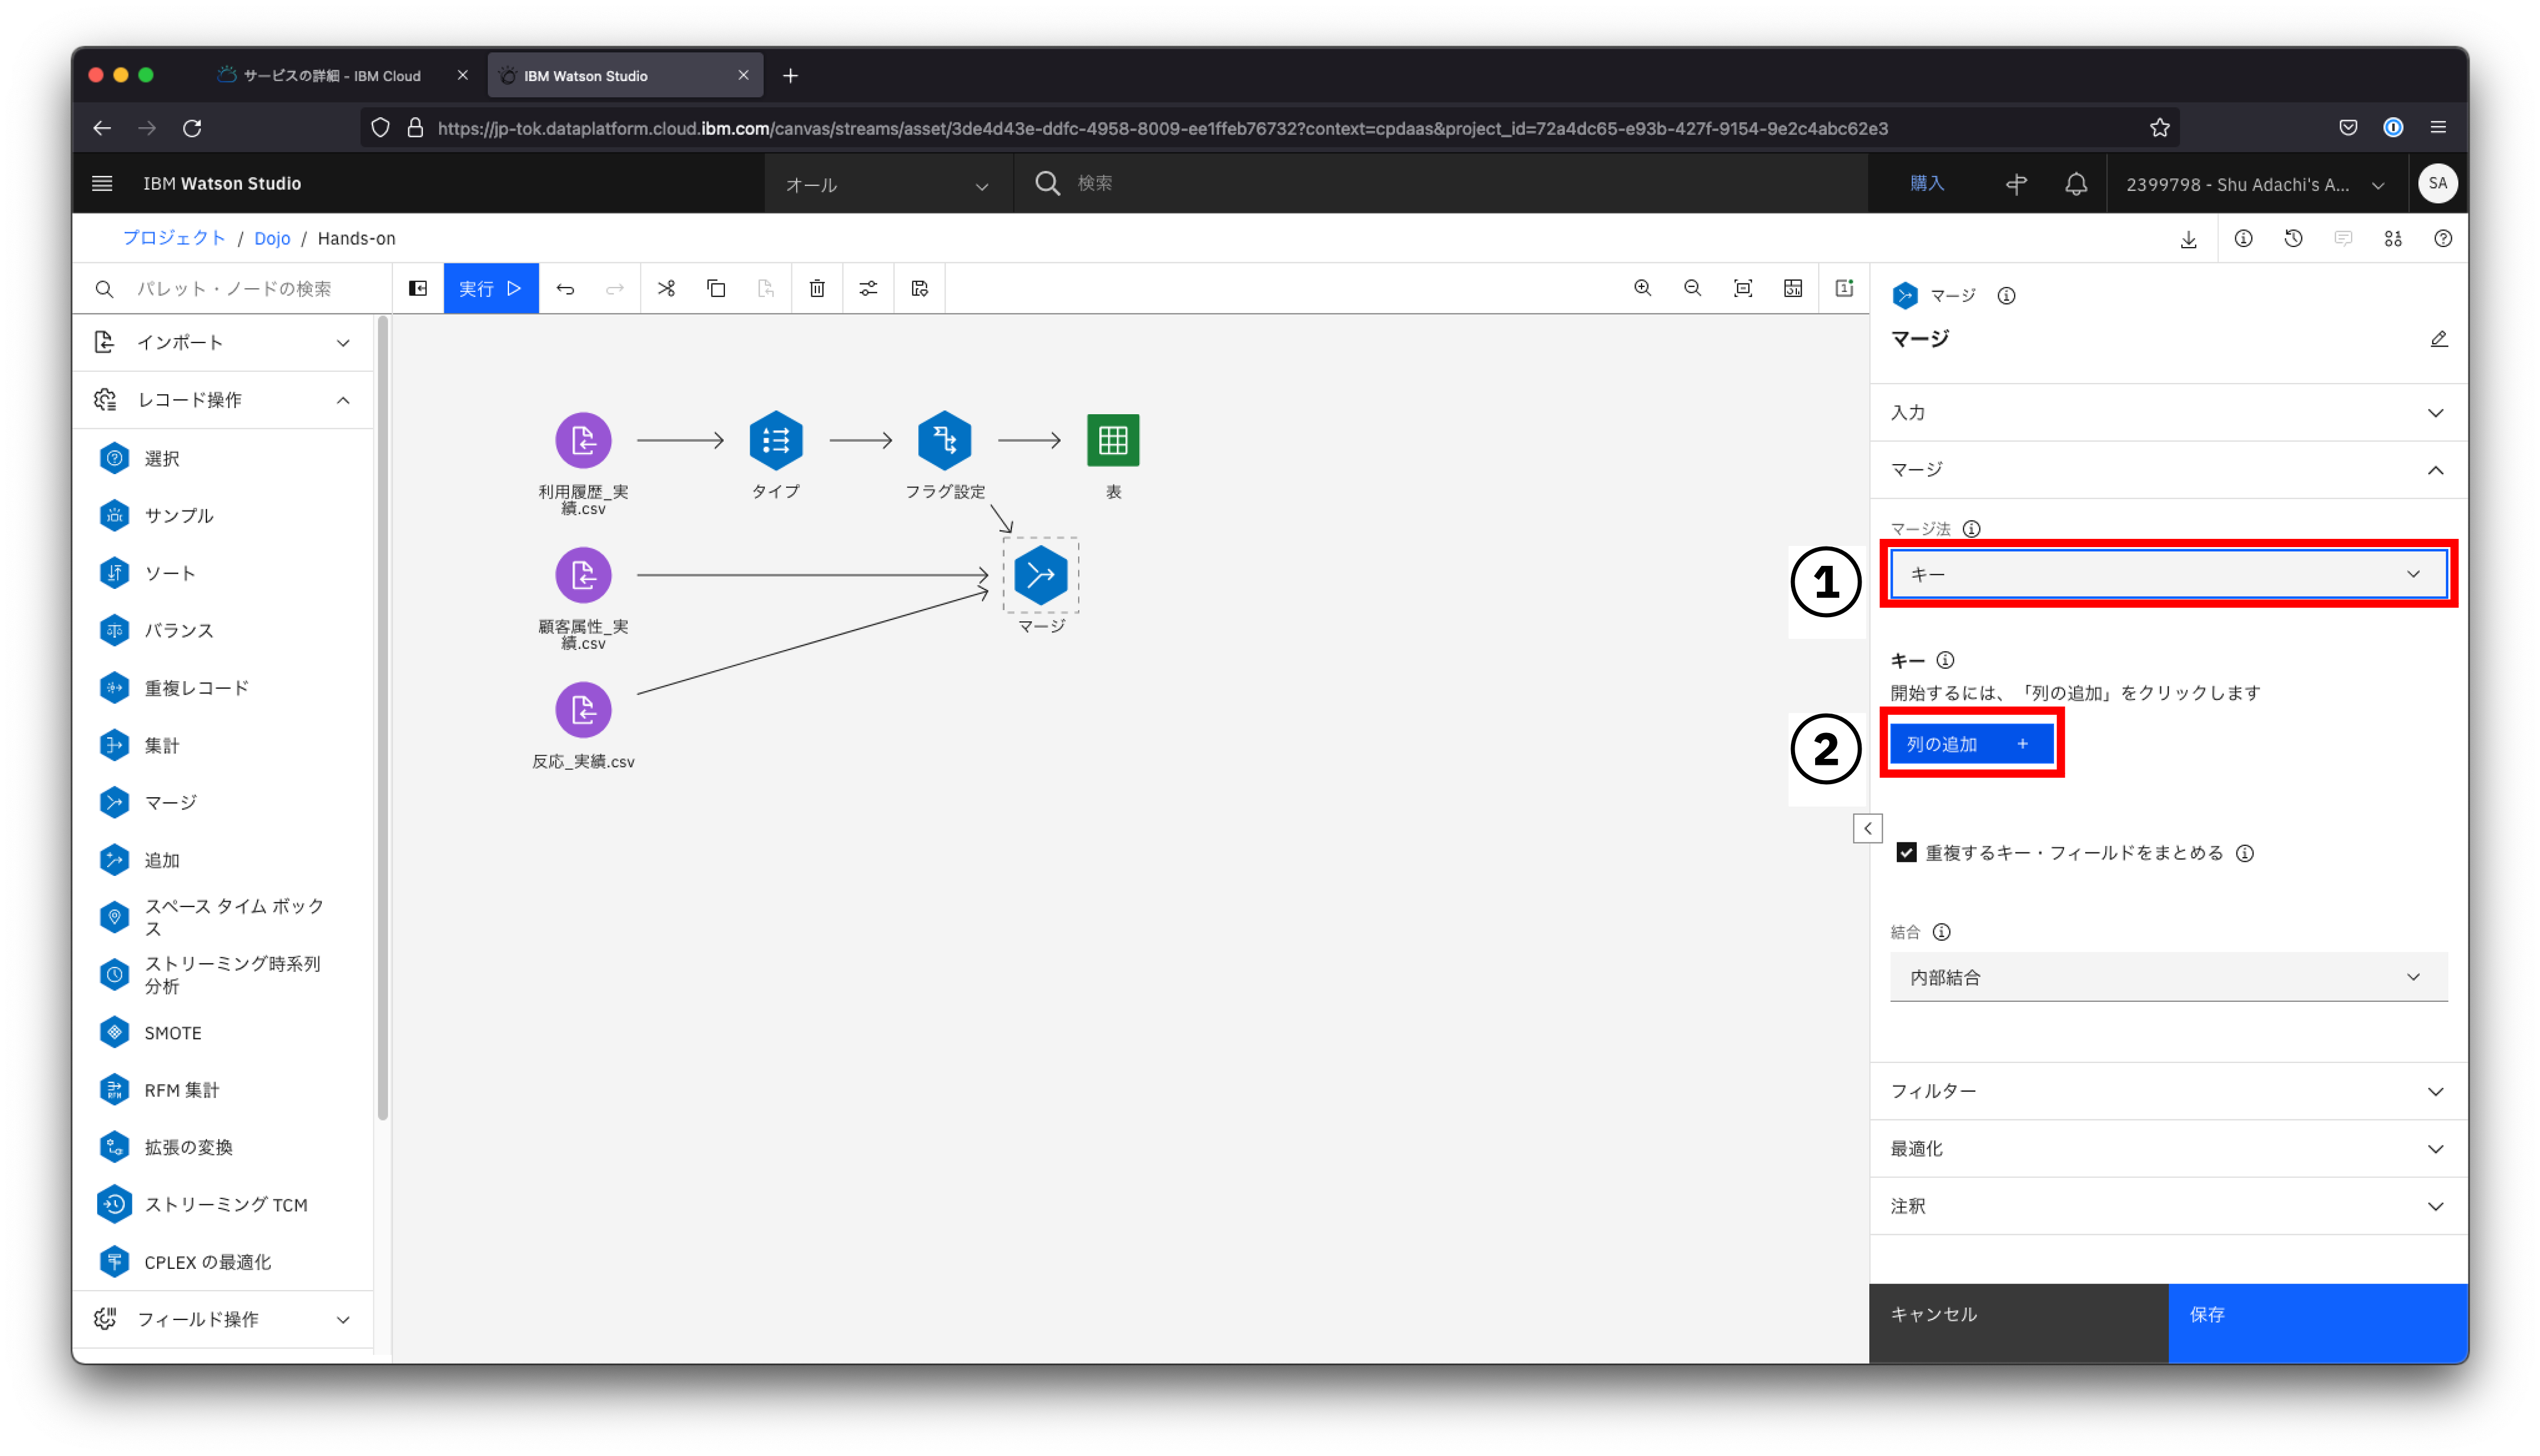 サービスの詳細 - IBM Cloud
IBM Watson Studio
https://jp-tok.dataplatform.cloud.ibm.com/canvas/streams/asset/3de4d43e-ddfc-4958-8009-ee1ffeb76732?context=cpdaas&project_id=72a4dc65-e93b-427f-9154-9e2c4abc62e3
IBM Watson Studio
オール
検索
購入
2399798 - Shu Adachi's A...
SA
プロジェクト / Dojo / Hands-on
パレット・ノードの検索
実行
インポート
レコード操作
選択
サンプル
ソート
バランス
重複レコード
集計
マージ
追加
スペース タイム ボック
ス
ストリーミング時系列
分析
SMOTE
RFM 集計
拡張の変換
ストリーミング TCM
CPLEX の最適化
フィールド操作
利用履歴_実
績.csv
タイプ
フラグ設定
表
顧客属性_実
績.csv
マージ
反応_実績.csv
マージ
マージ
入力
マージ
マージ法
1
キー
キー
開始するには、「列の追加」をクリックします
2
列の追加 +
重複するキー・フィールドをまとめる
結合
内部結合
フィルター
最適化
注釈
キャンセル
保存